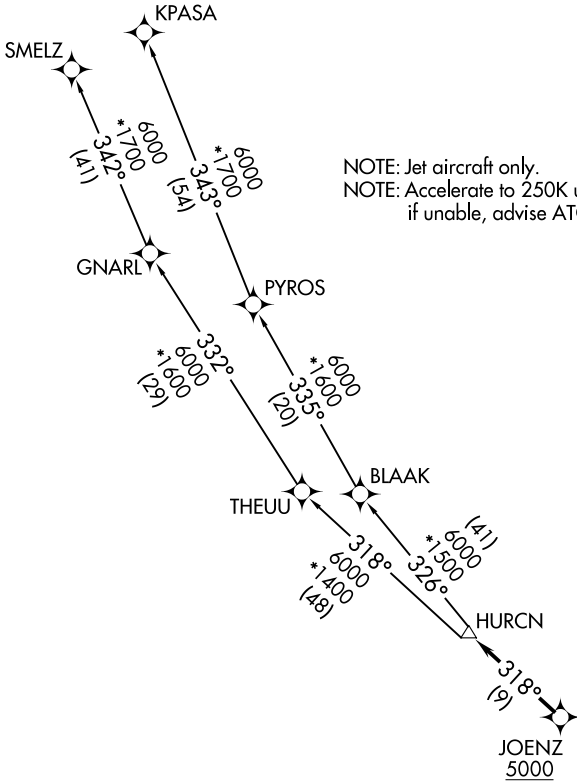 KPASA
SMELZ
6000
*1700
342°
(41)
6000
*1700
343°
(54)
NOTE: Jet aircraft only.
NOTE: Accelerate to 250K u
if unable, advise ATC
GNARL
PYROS
332°
6000
*1600
(29)
6000
*1600
335°
(20)
BLAAK
THEUU
(41)
6000
*1500
326°
318°
6000
*1400
(48)
HURCN
318°
(9)
JOENZ
5000